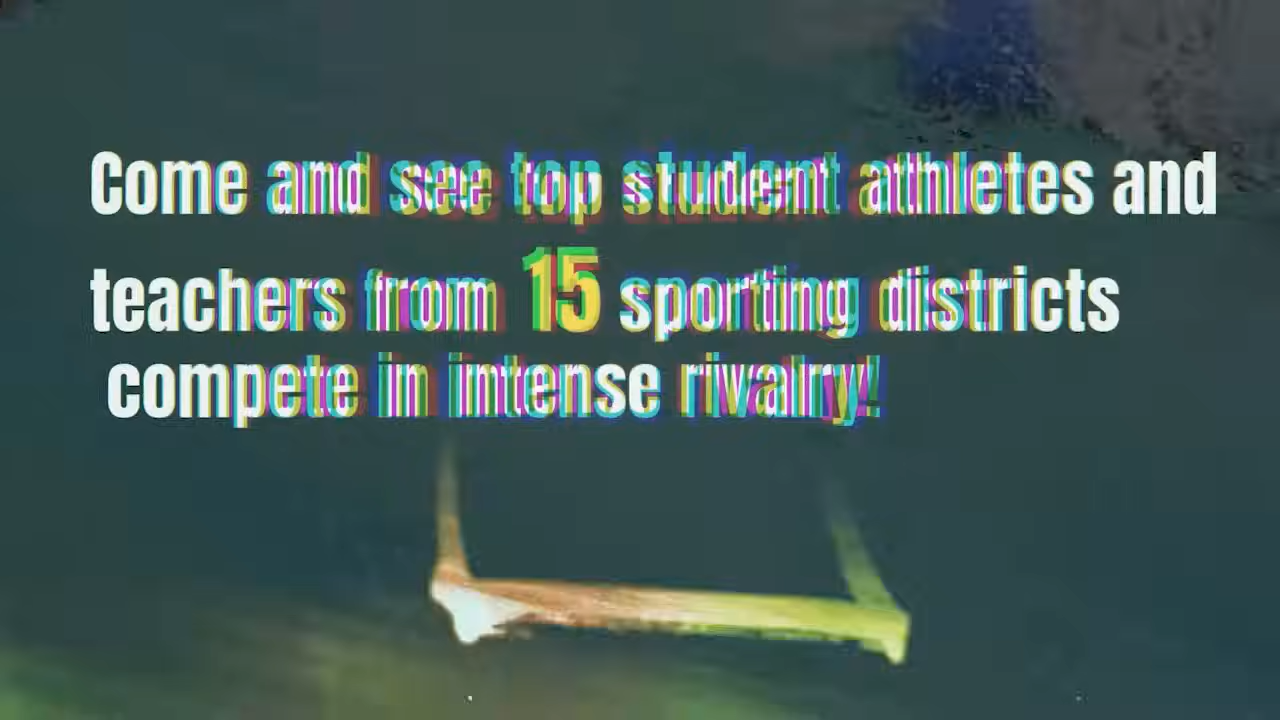 Come and see top student athletes and
teachers from 15 sporting districts
compete in intense rivalry!